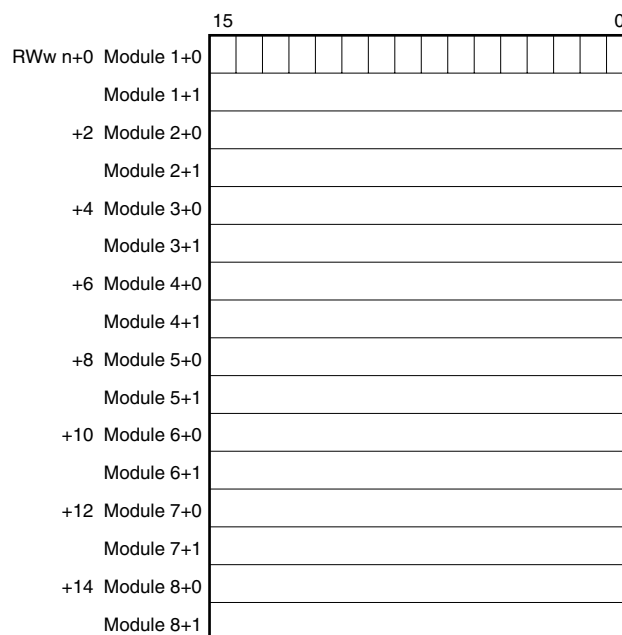 15 0
RWw n+0 Module 1+0
Module 1+1
+2 Module 2+0
Module 2+1
+4 Module 3+0
Module 3+1
+6 Module 4+0
Module 4+1
+8 Module 5+0
Module 5+1
+10 Module 6+0
Module 6+1
+12 Module 7+0
Module 7+1
+14 Module 8+0
Module 8+1